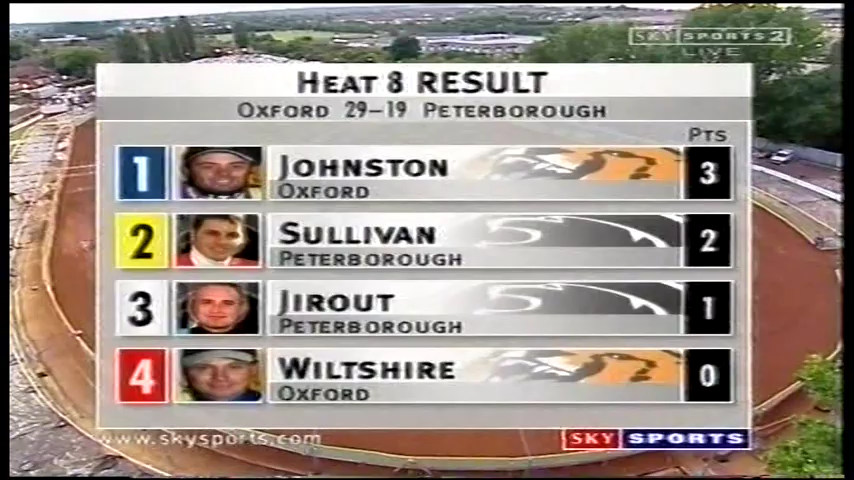 SKY SPORTS 2
LIVE
HEAT 8 RESULT
OXFORD 29–19 PETERBOROUGH
PTS
1 JOHNSTON 3
OXFORD
2 SULLIVAN 2
PETERBOROUGH
3 JIROUT 1
PETERBOROUGH
4 WILTSHIRE 0
OXFORD
www.skysports.com
SKY SPORTS